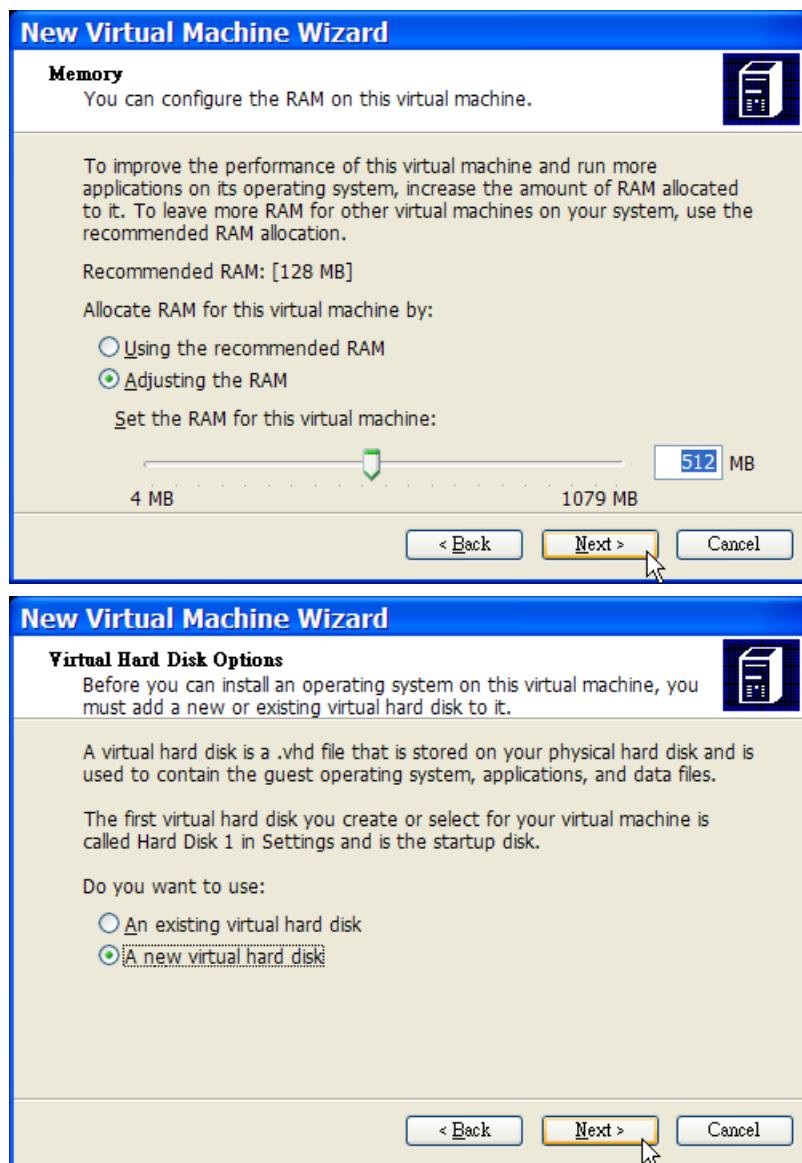 New Virtual Machine Wizard
Memory
You can configure the RAM on this virtual machine.
To improve the performance of this virtual machine and run more
applications on its operating system, increase the amount of RAM allocated
to it. To leave more RAM for other virtual machines on your system, use the
recommended RAM allocation.
Recommended RAM: [128 MB]
Allocate RAM for this virtual machine by:
Using the recommended RAM
Adjusting the RAM
Set the RAM for this virtual machine:
512 MB
4 MB 1079 MB
< Back Next > Cancel
New Virtual Machine Wizard
Virtual Hard Disk Options
Before you can install an operating system on this virtual machine, you
must add a new or existing virtual hard disk to it.
A virtual hard disk is a .vhd file that is stored on your physical hard disk and is
used to contain the guest operating system, applications, and data files.
The first virtual hard disk you create or select for your virtual machine is
called Hard Disk 1 in Settings and is the startup disk.
Do you want to use:
An existing virtual hard disk
A new virtual hard disk
< Back Next > Cancel